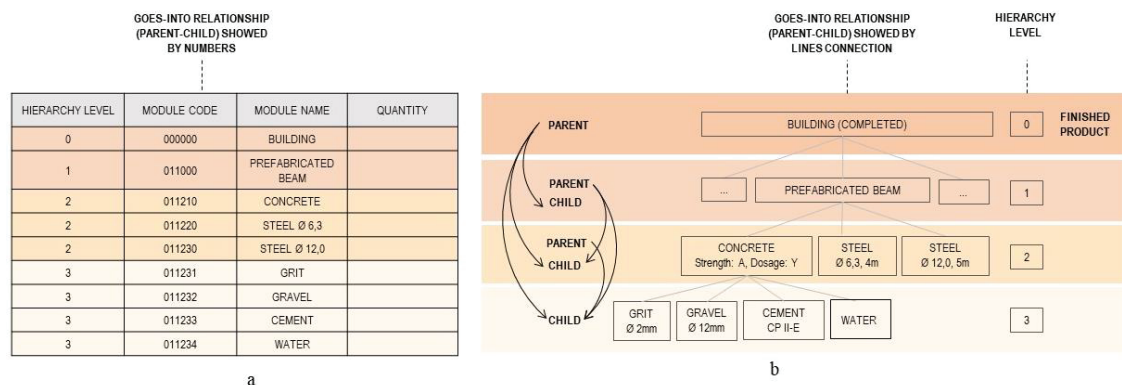 GOES-INTO RELATIONSHIP
(PARENT-CHILD) SHOWED
BY NUMBERS
HIERARCHY LEVEL MODULE CODE MODULE NAME QUANTITY
0 000000 BUILDING
1 011000 PREFABRICATED
BEAM
2 011210 CONCRETE
2 011220 STEEL Ø 6,3
2 011230 STEEL Ø 12,0
3 011231 GRIT
3 011232 GRAVEL
3 011233 CEMENT
3 011234 WATER
a
GOES-INTO RELATIONSHIP
(PARENT-CHILD) SHOWED BY
LINES CONNECTION
HIERARCHY
LEVEL
PARENT BUILDING (COMPLETED) 0 FINISHED
PRODUCT
PARENT
CHILD
... PREFABRICATED BEAM ... 1
PARENT
CHILD
CONCRETE
Strength: A, Dosage: Y
STEEL
Ø 6,3, 4m
STEEL
Ø 12,0, 5m
2
CHILD
GRIT
Ø 2mm
GRAVEL
Ø 12mm
CEMENT
CP II-E
WATER
3
b